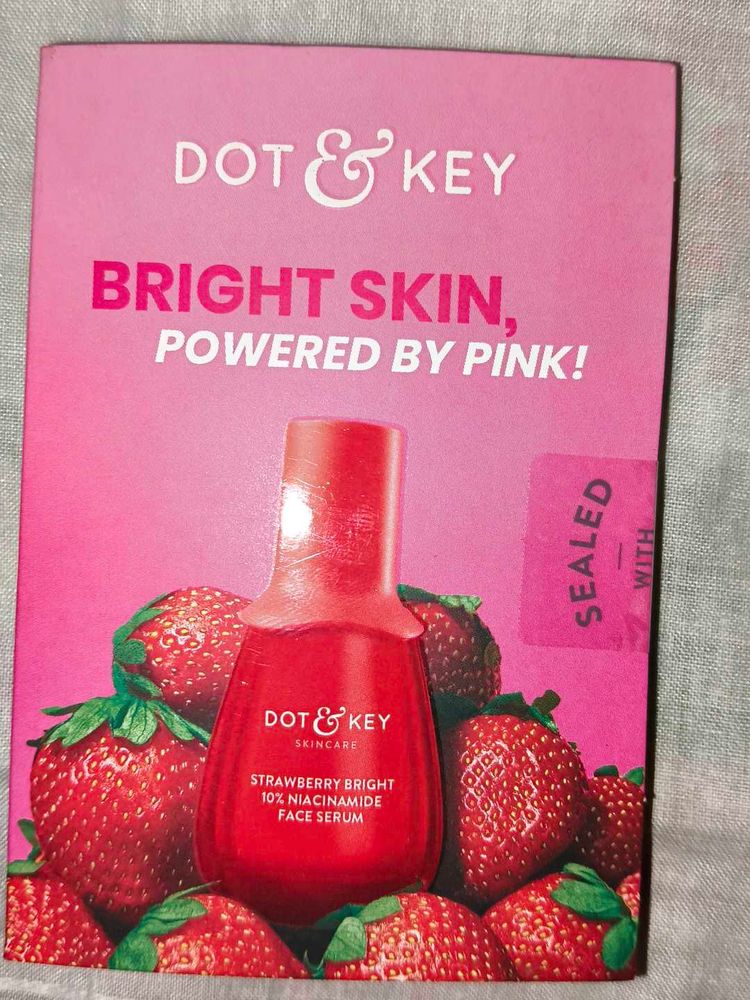 DOT & KEY
BRIGHT SKIN,
POWERED BY PINK!
SEALED
—
WITH
DOT & KEY
SKINCARE
STRAWBERRY BRIGHT
10% NIACINAMIDE
FACE SERUM